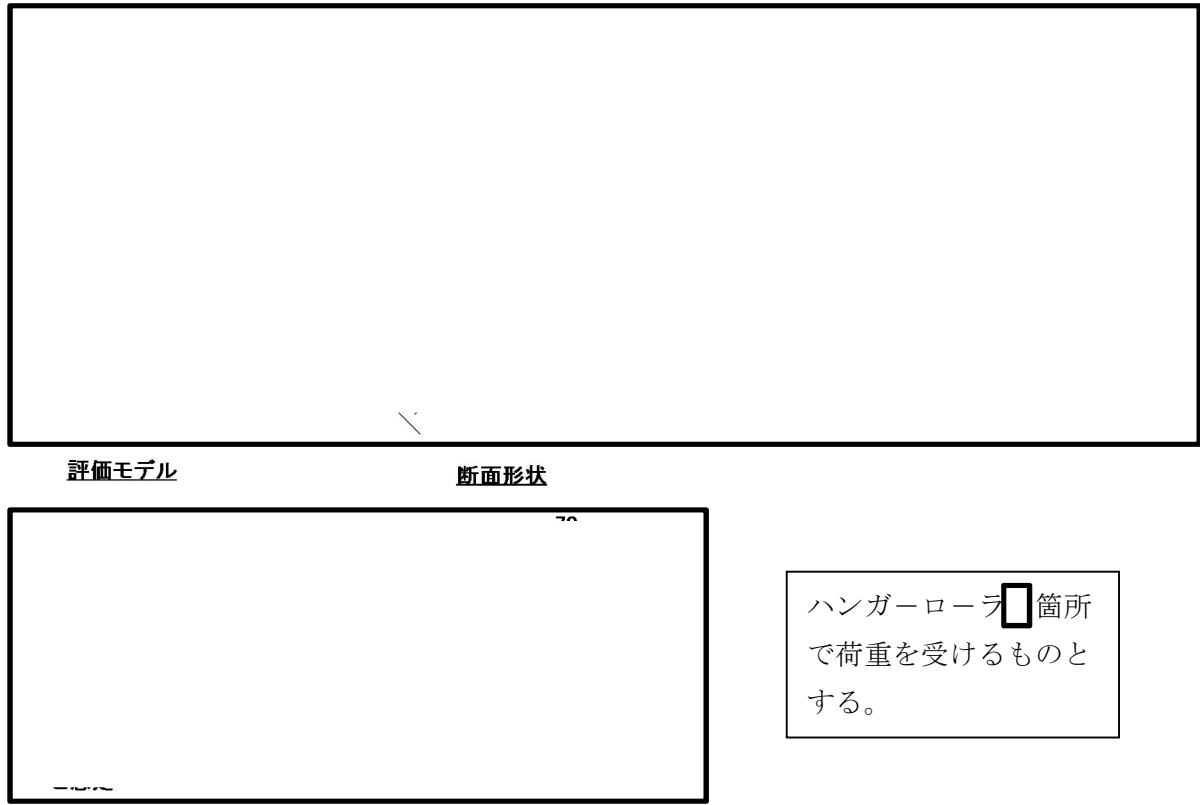 評価モデル
断面形状
ハンガーローラ 箇所
で荷重を受けるものと
する。